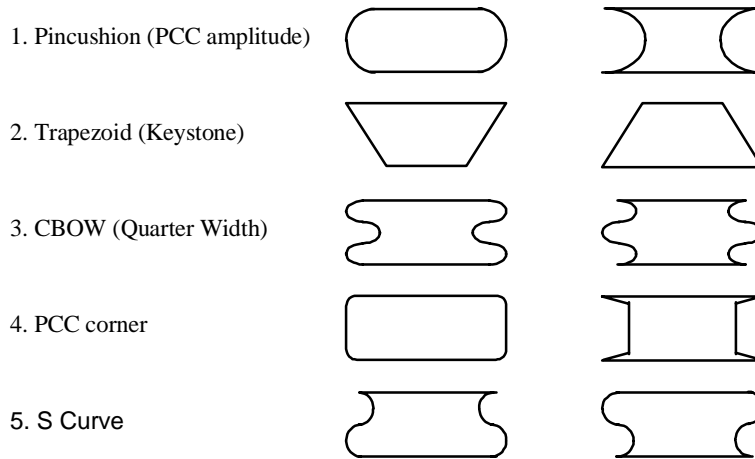 1. Pincushion (PCC amplitude)
2. Trapezoid (Keystone)
3. CBOW (Quarter Width)
4. PCC corner
5. S Curve